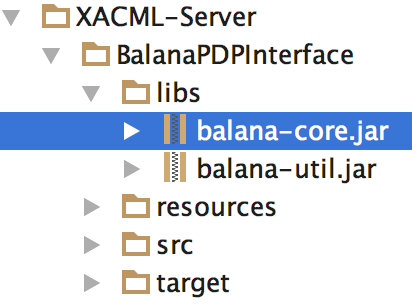 XACML-Server
BalanaPDPInterface
libs
balana-core.jar
balana-util.jar
resources
src
target